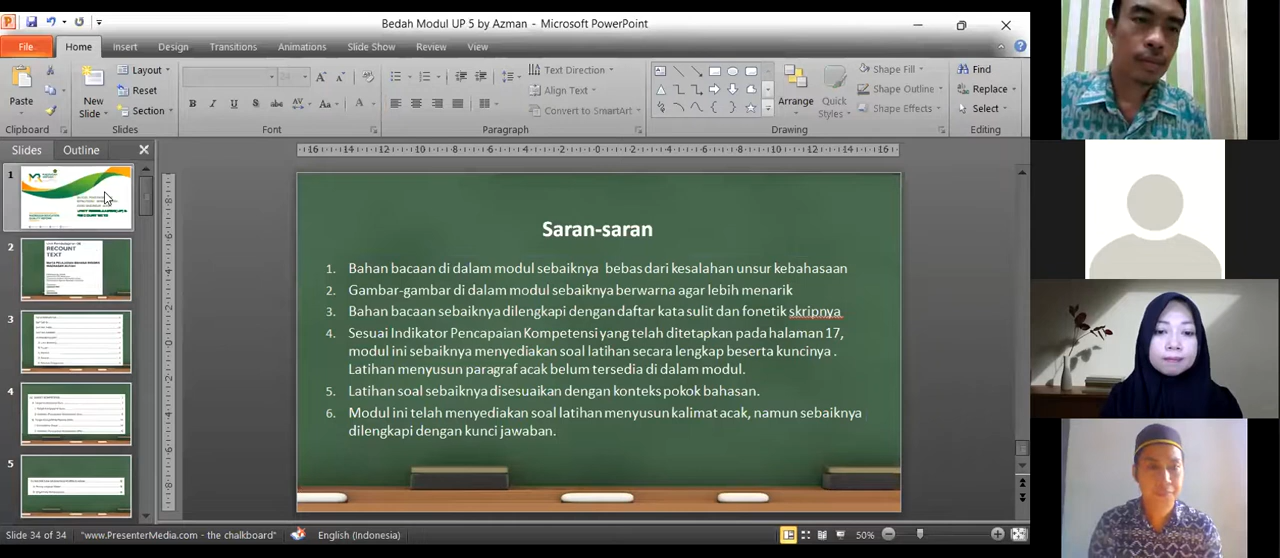 Bedah Modul UP 5 by Azman - Microsoft PowerPoint
File Home Insert Design Transitions Animations Slide Show Review View
Paste
Clipboard
New Slide
Layout
Reset
Section
Slides
Font
Text Direction
Align Text
Convert to SmartArt
Paragraph
Arrange
Quick Styles
Shape Fill
Shape Outline
Shape Effects
Drawing
Find
Replace
Select
Editing
Slides Outline
1
2
RECOUNT
TEXT
3
4
5
Saran-saran
1. Bahan bacaan di dalam modul sebaiknya bebas dari kesalahan unsur kebahasaan
2. Gambar-gambar di dalam modul sebaiknya berwarna agar lebih menarik
3. Bahan bacaan sebaiknya dilengkapi dengan daftar kata sulit dan fonetik skripnya
4. Sesuai Indikator Pencapaian Kompetensi yang telah ditetapkan pada halaman 17,
modul ini sebaiknya menyediakan soal latihan secara lengkap beserta kuncinya .
Latihan menyusun paragraf acak belum tersedia di dalam modul.
5. Latihan soal sebaiknya disesuaikan dengan konteks pokok bahasan.
6. Modul ini telah menyediakan soal latihan menyusun kalimat acak, namun sebaiknya
dilengkapi dengan kunci jawaban.
Slide 34 of 34 "www.PresenterMedia.com - the chalkboard" English (Indonesia) 50%